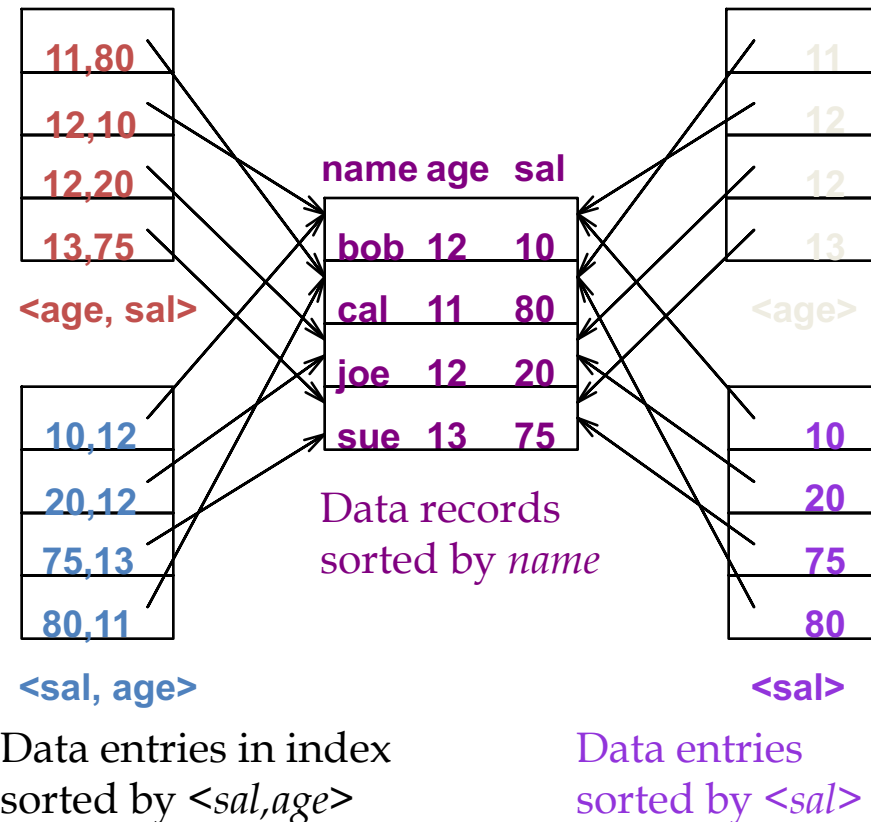 11,80
12,10
12,20
13,75
<age, sal>
10,12
20,12
75,13
80,11
<sal, age>
Data entries in index
sorted by <sal,age>
name age sal
bob 12 10
cal 11 80
joe 12 20
sue 13 75
Data records
sorted by name
11
12
12
13
<age>
10
20
75
80
<sal>
Data entries
sorted by <sal>